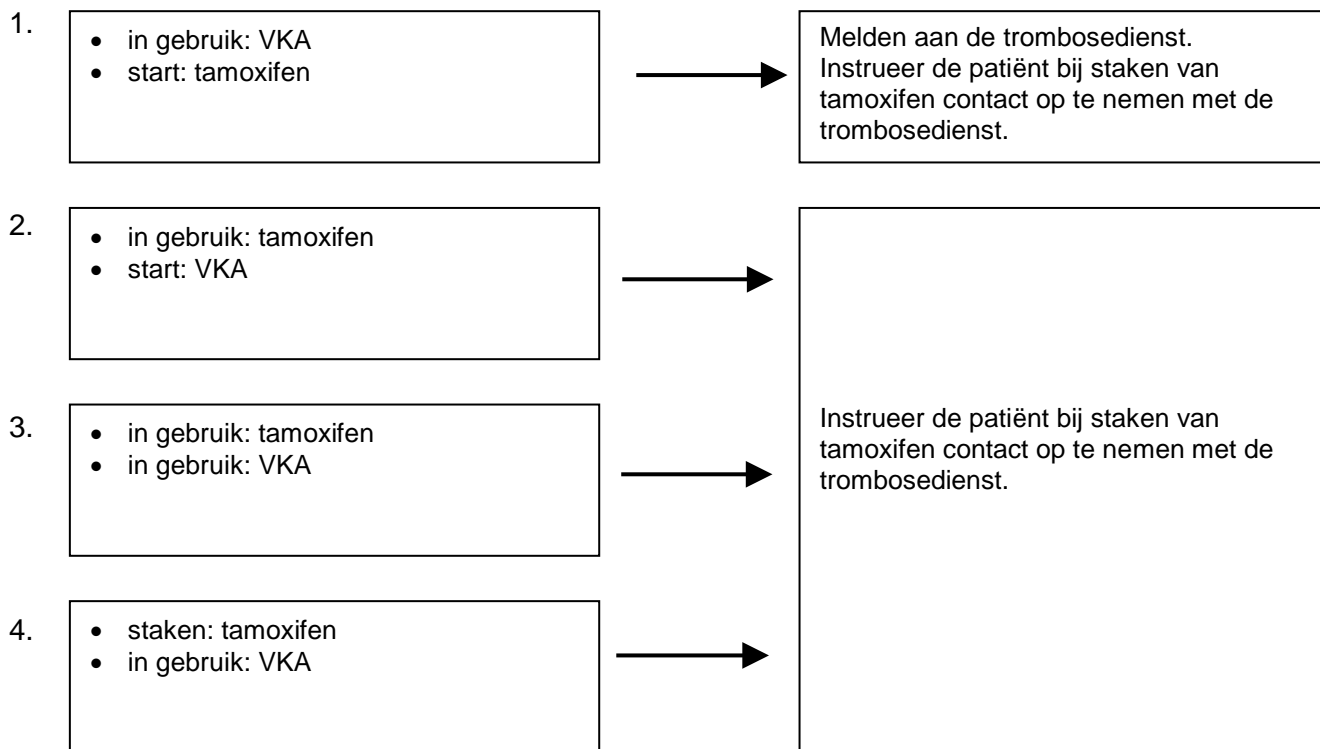 1.
• in gebruik: VKA
• start: tamoxifen
Melden aan de trombosedienst.
Instrueer de patiënt bij staken van
tamoxifen contact op te nemen met de
trombosedienst.
2.
• in gebruik: tamoxifen
• start: VKA
3.
• in gebruik: tamoxifen
• in gebruik: VKA
Instrueer de patiënt bij staken van
tamoxifen contact op te nemen met de
trombosedienst.
4.
• staken: tamoxifen
• in gebruik: VKA